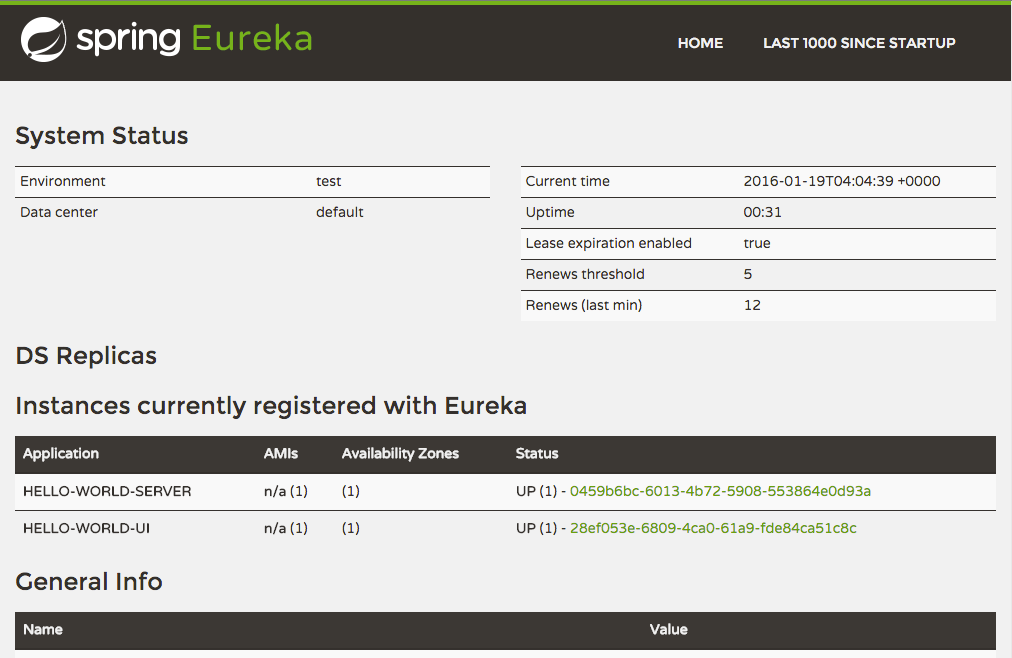 spring Eureka
HOME LAST 1000 SINCE STARTUP
System Status
Environment test
Data center default
Current time 2016-01-19T04:04:39 +0000
Uptime 00:31
Lease expiration enabled true
Renews threshold 5
Renews (last min) 12
DS Replicas
Instances currently registered with Eureka
Application AMIs Availability Zones Status
HELLO-WORLD-SERVER n/a (1) (1) UP (1) - 0459b6bc-6013-4b72-5908-553864e0d93a
HELLO-WORLD-UI n/a (1) (1) UP (1) - 28ef053e-6809-4ca0-61a9-fde84ca51c8c
General Info
Name Value